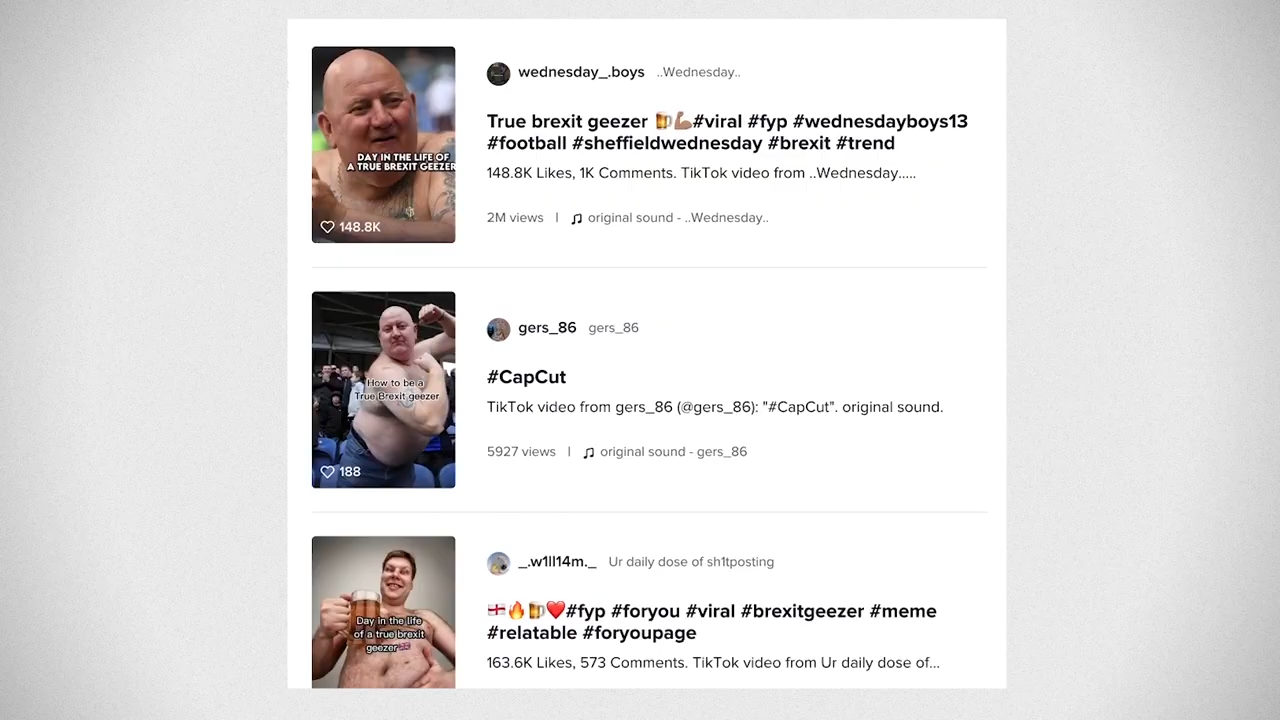 wednesday_.boys ..Wednesday..
True brexit geezer 🍺💪🏽#viral #fyp #wednesdayboys13
#football #sheffieldwednesday #brexit #trend
148.8K Likes, 1K Comments. TikTok video from ..Wednesday.....
2M views | original sound - ..Wednesday..
DAY IN THE LIFE OF
A TRUE BREXIT GEEZER
148.8K
gers_86 gers_86
#CapCut
TikTok video from gers_86 (@gers_86): "#CapCut". original sound.
5927 views | original sound - gers_86
How to be a
True Brexit geezer
188
_.w1ll14m._ Ur daily dose of sh1tposting
🏴󠁧󠁢󠁥󠁮󠁧󠁿🔥🍺❤️#fyp #foryou #viral #brexitgeezer #meme
#relatable #foryoupage
163.6K Likes, 573 Comments. TikTok video from Ur daily dose of...
Day in the life
of a true brexit
geezer🇬🇧